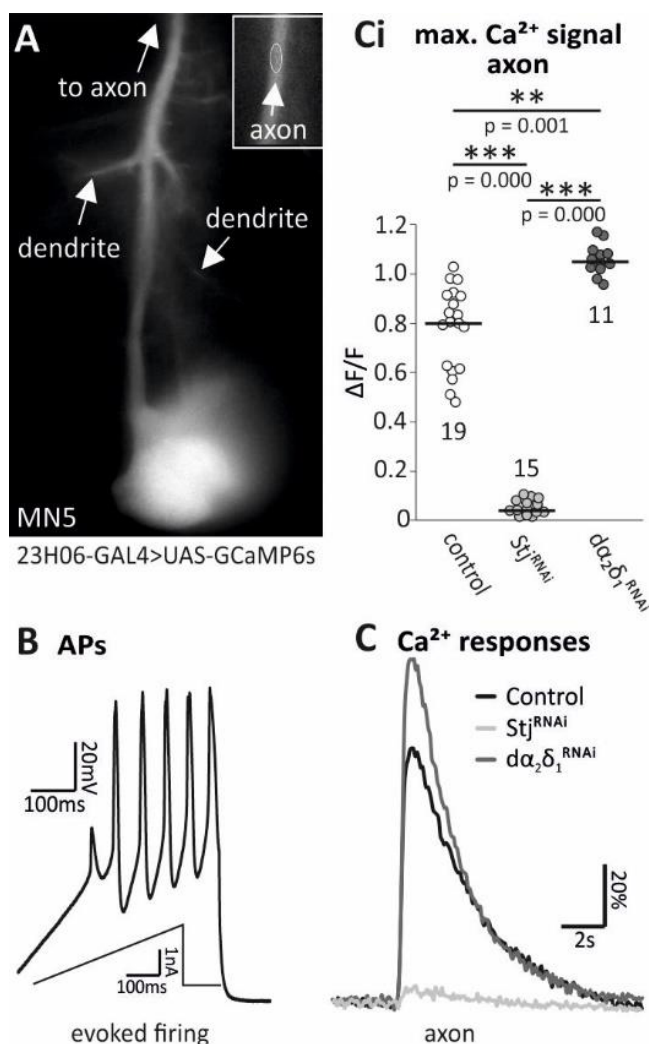 A
to axon
axon
dendrite
dendrite
MN5
23H06-GAL4>UAS-GCaMP6s
Ci max. Ca²⁺ signal
axon
**
p = 0.001
***
p = 0.000
***
p = 0.000
ΔF/F
1.2
1.0
0.8
0.6
0.4
0.2
0
19
15
11
control
Stj^RNAi
dα₂δ₁^RNAi
B APs
20mV
100ms
1nA
100ms
evoked firing
C Ca²⁺ responses
Control
Stj^RNAi
dα₂δ₁^RNAi
20%
2s
axon